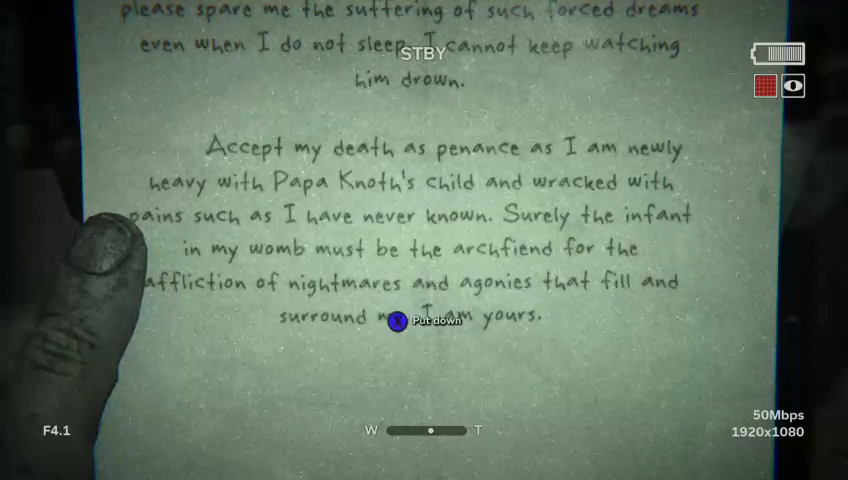 please spare me the suffering of such forced dreams
even when I do not sleep. I cannot keep watching
STBY
him drown.
Accept my death as penance as I am newly
heavy with Papa Knoth's child and wracked with
pains such as I have never known. Surely the infant
in my womb must be the archfiend for the
affliction of nightmares and agonies that fill and
surround I am yours.
Put down
F4.1
W T
50Mbps
1920x1080